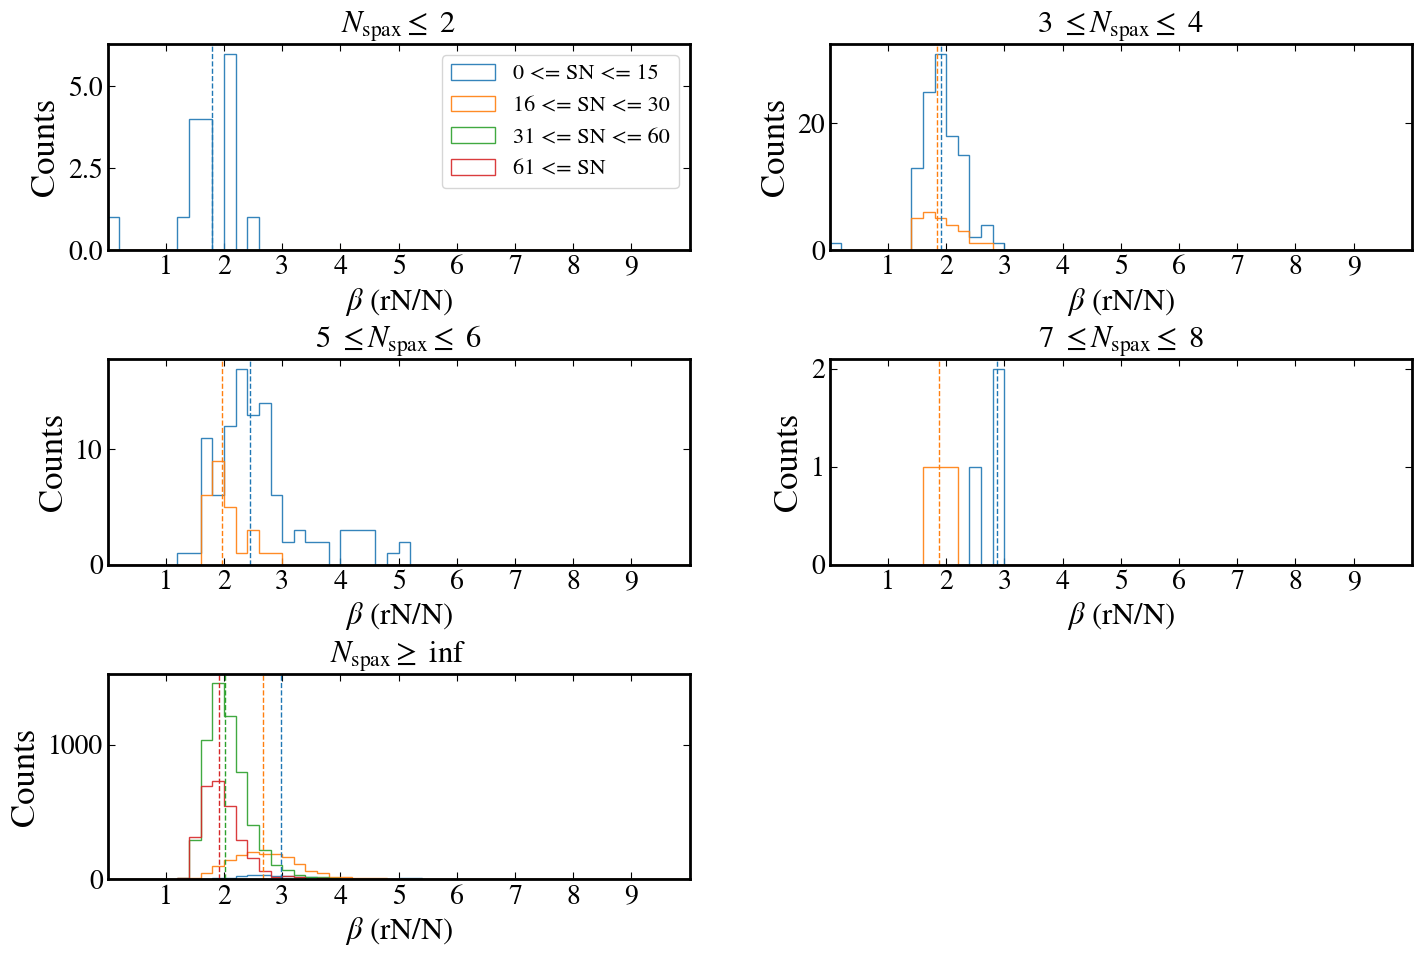 N_spax ≤ 2
Counts
5.0
2.5
0.0
0 <= SN <= 15
16 <= SN <= 30
31 <= SN <= 60
61 <= SN
1 2 3 4 5 6 7 8 9
β (rN/N)
3 ≤ N_spax ≤ 4
Counts
20
0
1 2 3 4 5 6 7 8 9
β (rN/N)
5 ≤ N_spax ≤ 6
Counts
10
0
1 2 3 4 5 6 7 8 9
β (rN/N)
7 ≤ N_spax ≤ 8
Counts
2
1
0
1 2 3 4 5 6 7 8 9
β (rN/N)
N_spax ≥ inf
Counts
1000
0
1 2 3 4 5 6 7 8 9
β (rN/N)